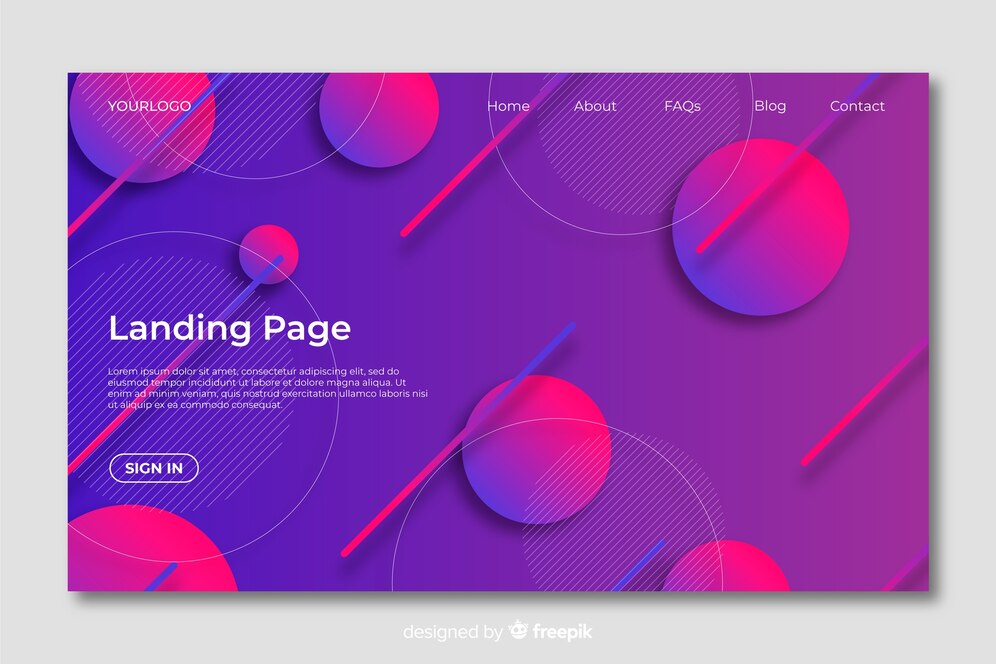 YOURLOGO
Home About FAQs Blog Contact
Landing Page
Lorem ipsum dolor sit amet, consectetur adipiscing elit, sed do
eiusmod tempor incididunt ut labore et dolore magna aliqua. Ut
enim ad minim veniam, quis nostrud exercitation ullamco laboris nisi
ut aliquip ex ea commodo consequat.
SIGN IN
designed by freepik